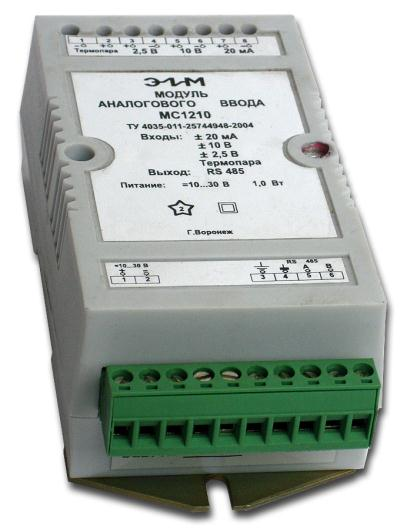 1 2 3 4 5 6 7 8
- +○ - +○ - +○ - +○
Термопара 2,5 В 10 В 20 мА
ЭЛИМ
МОДУЛЬ
АНАЛОГОВОГО ВВОДА
МС1210
ТУ 4035-011-25744948-2004
Входы: ± 20 мА
± 10 В
± 2,5 В
Термопара
Выход: RS 485
Питание: =10...30 В 1,0 Вт
2
Г.Воронеж
=10...30 В
+ -
1 2
RS 485
A B
3 4 5 6